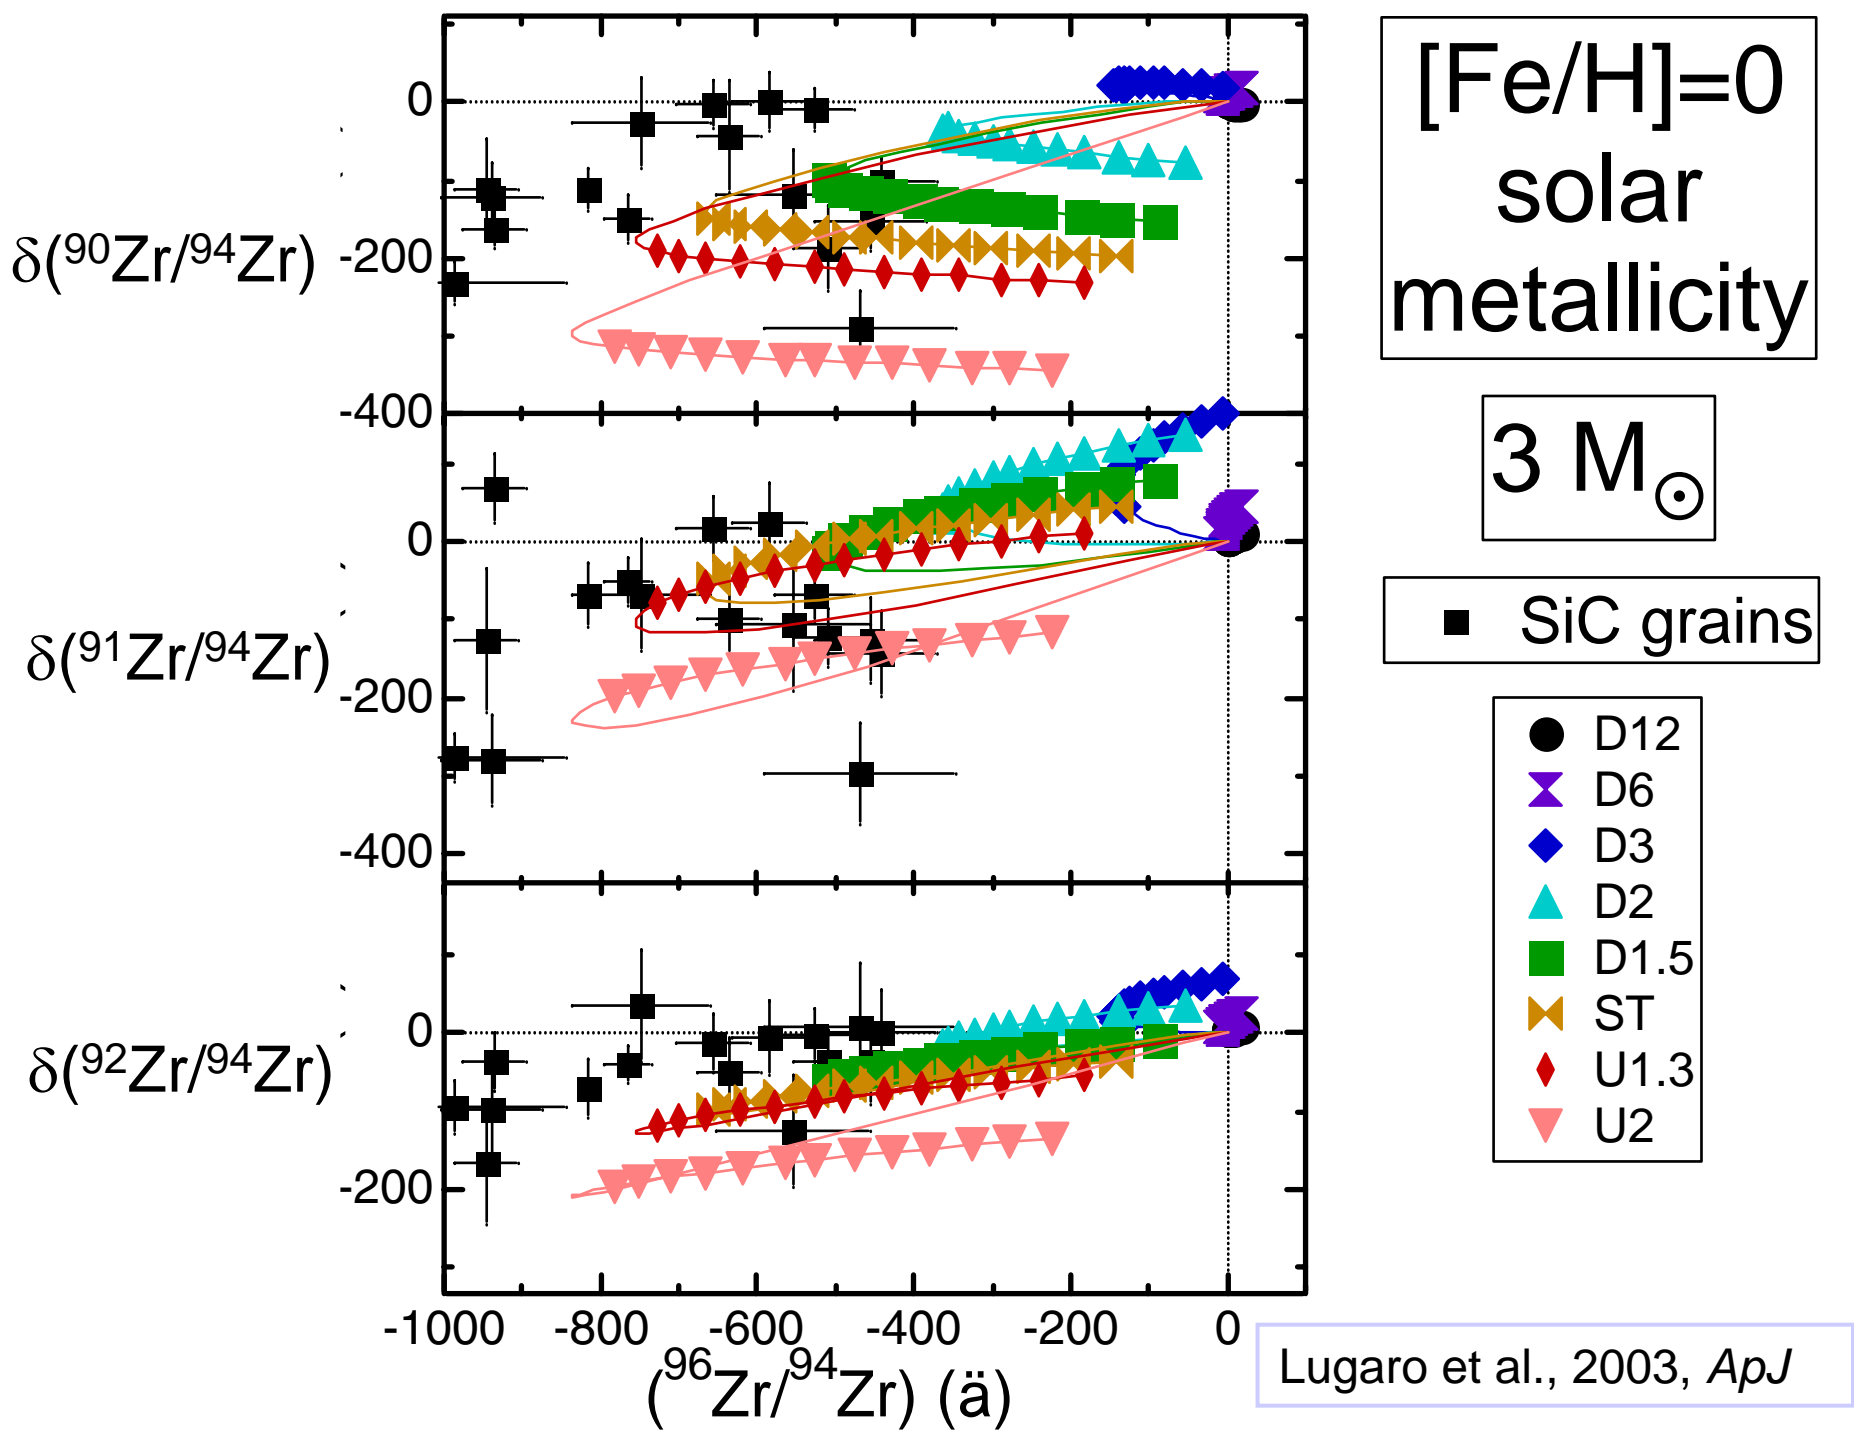 [Fe/H]=0
solar
metallicity
3 M⊙
SiC grains
D12
D6
D3
D2
D1.5
ST
U1.3
U2
δ(⁹⁰Zr/⁹⁴Zr)
0
-200
-400
δ(⁹¹Zr/⁹⁴Zr)
0
-200
-400
δ(⁹²Zr/⁹⁴Zr)
0
-200
-1000 -800 -600 -400 -200 0
(⁹⁶Zr/⁹⁴Zr) (ä)
Lugaro et al., 2003, ApJ